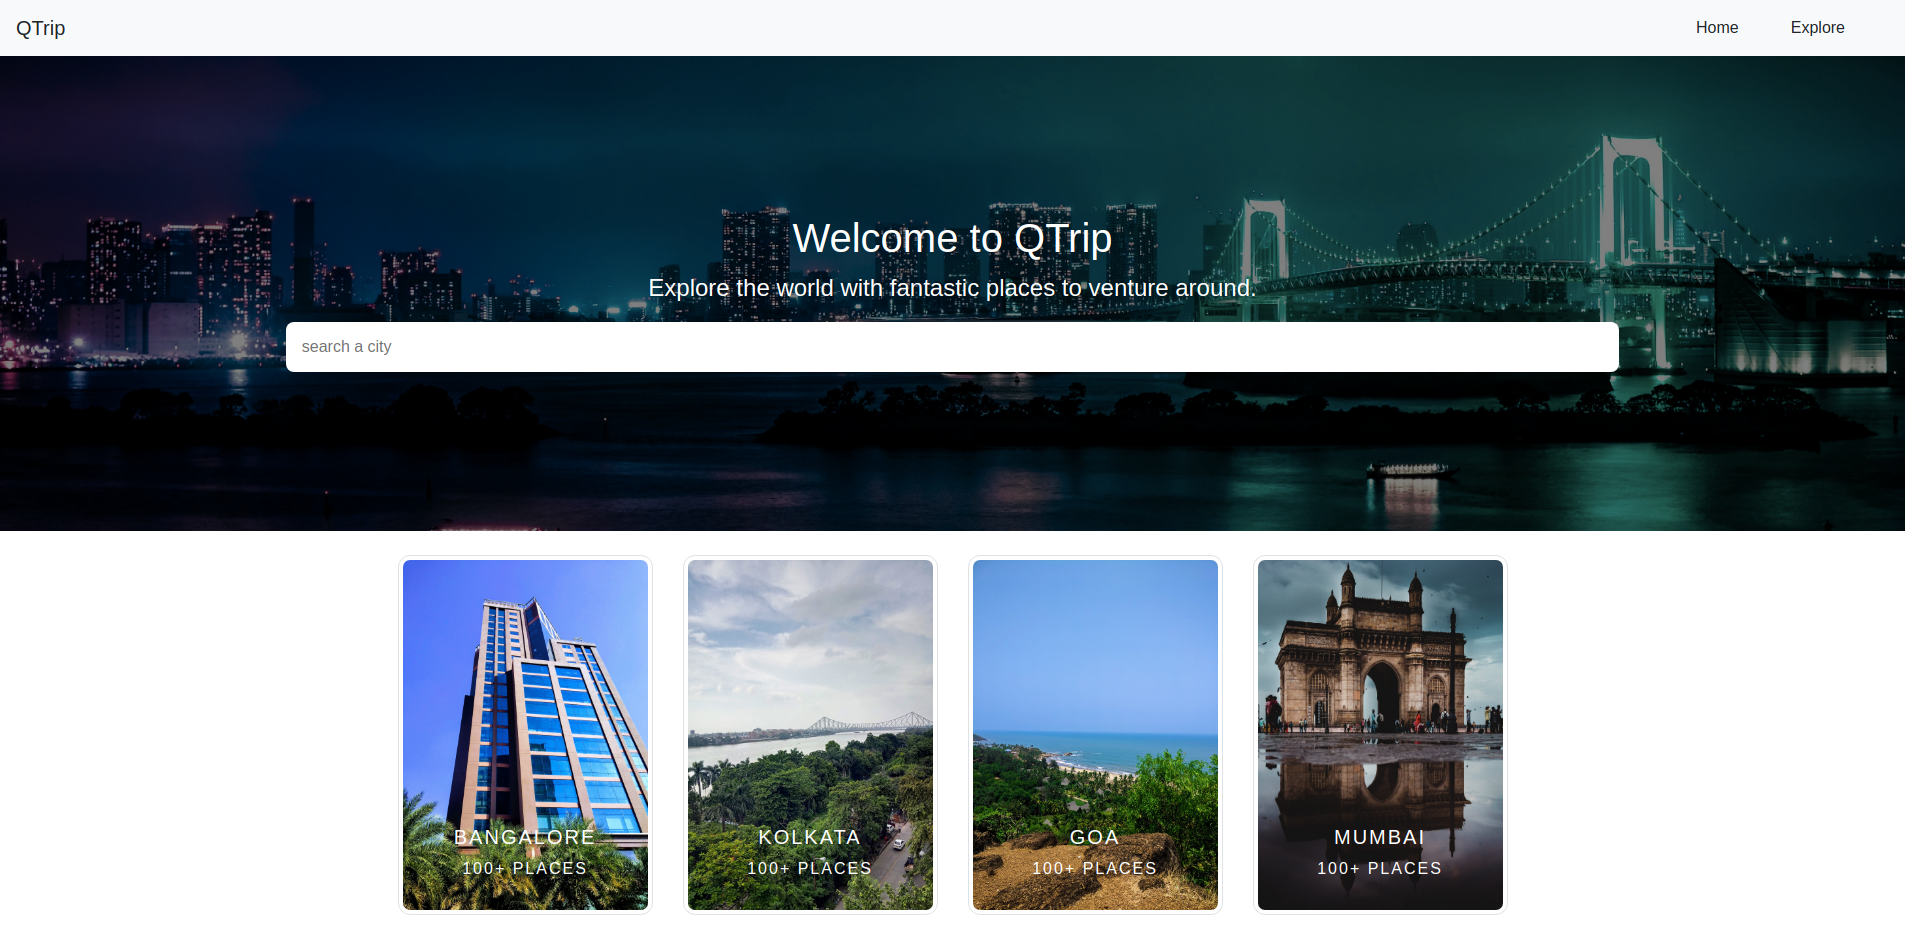 QTrip
Home
Explore
Welcome to QTrip
Explore the world with fantastic places to venture around.
search a city
BANGALORE
100+ PLACES
KOLKATA
100+ PLACES
GOA
100+ PLACES
MUMBAI
100+ PLACES